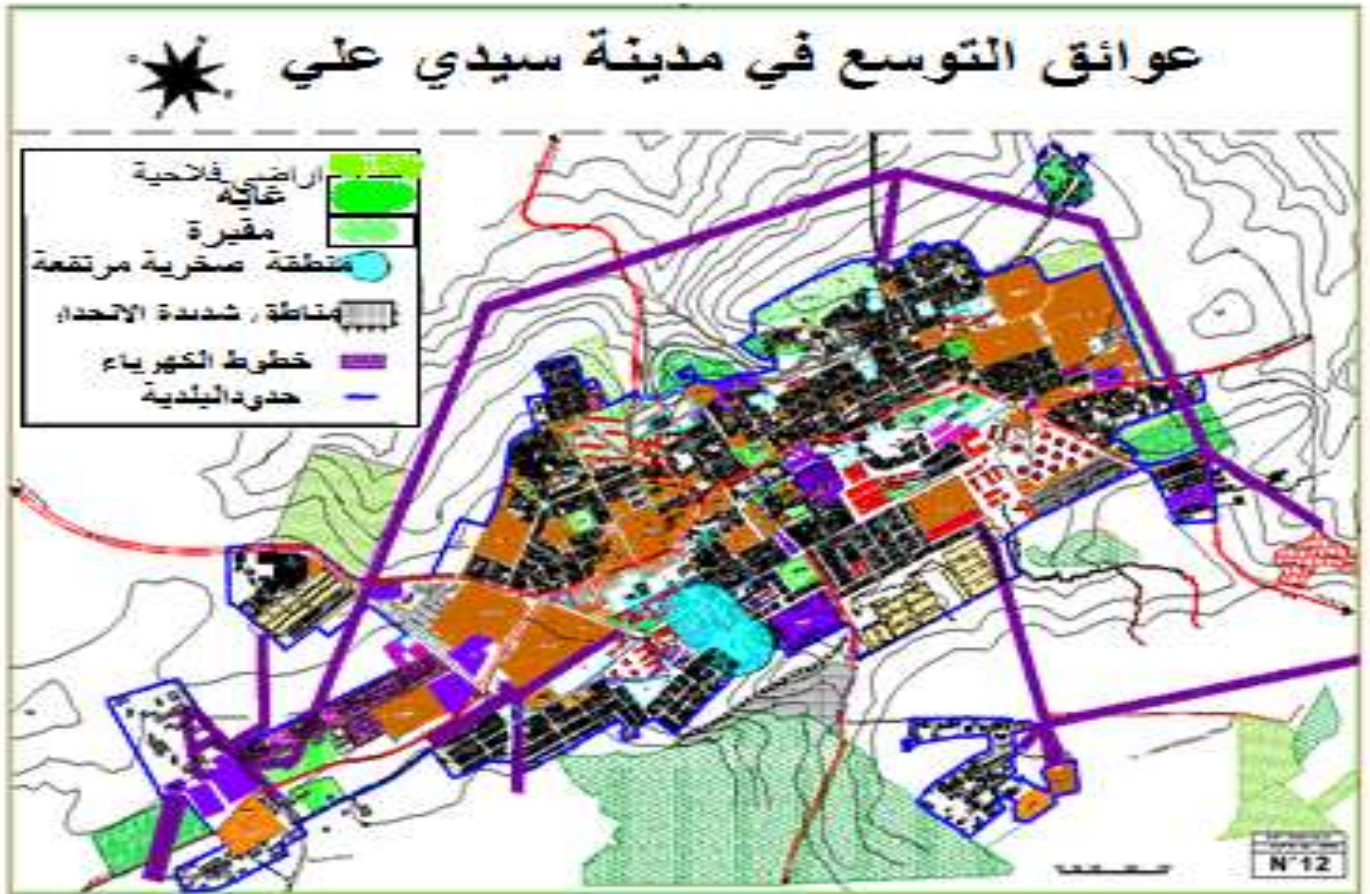 عوائق التوسع في مدينة سيدي علي
اراضي فلاحية
غابة
مقبرة
منطقة صخرية مرتفعة
مناطق شديدة الانحدار
خطوط الكهرباء
حدودالبلدية
N°12